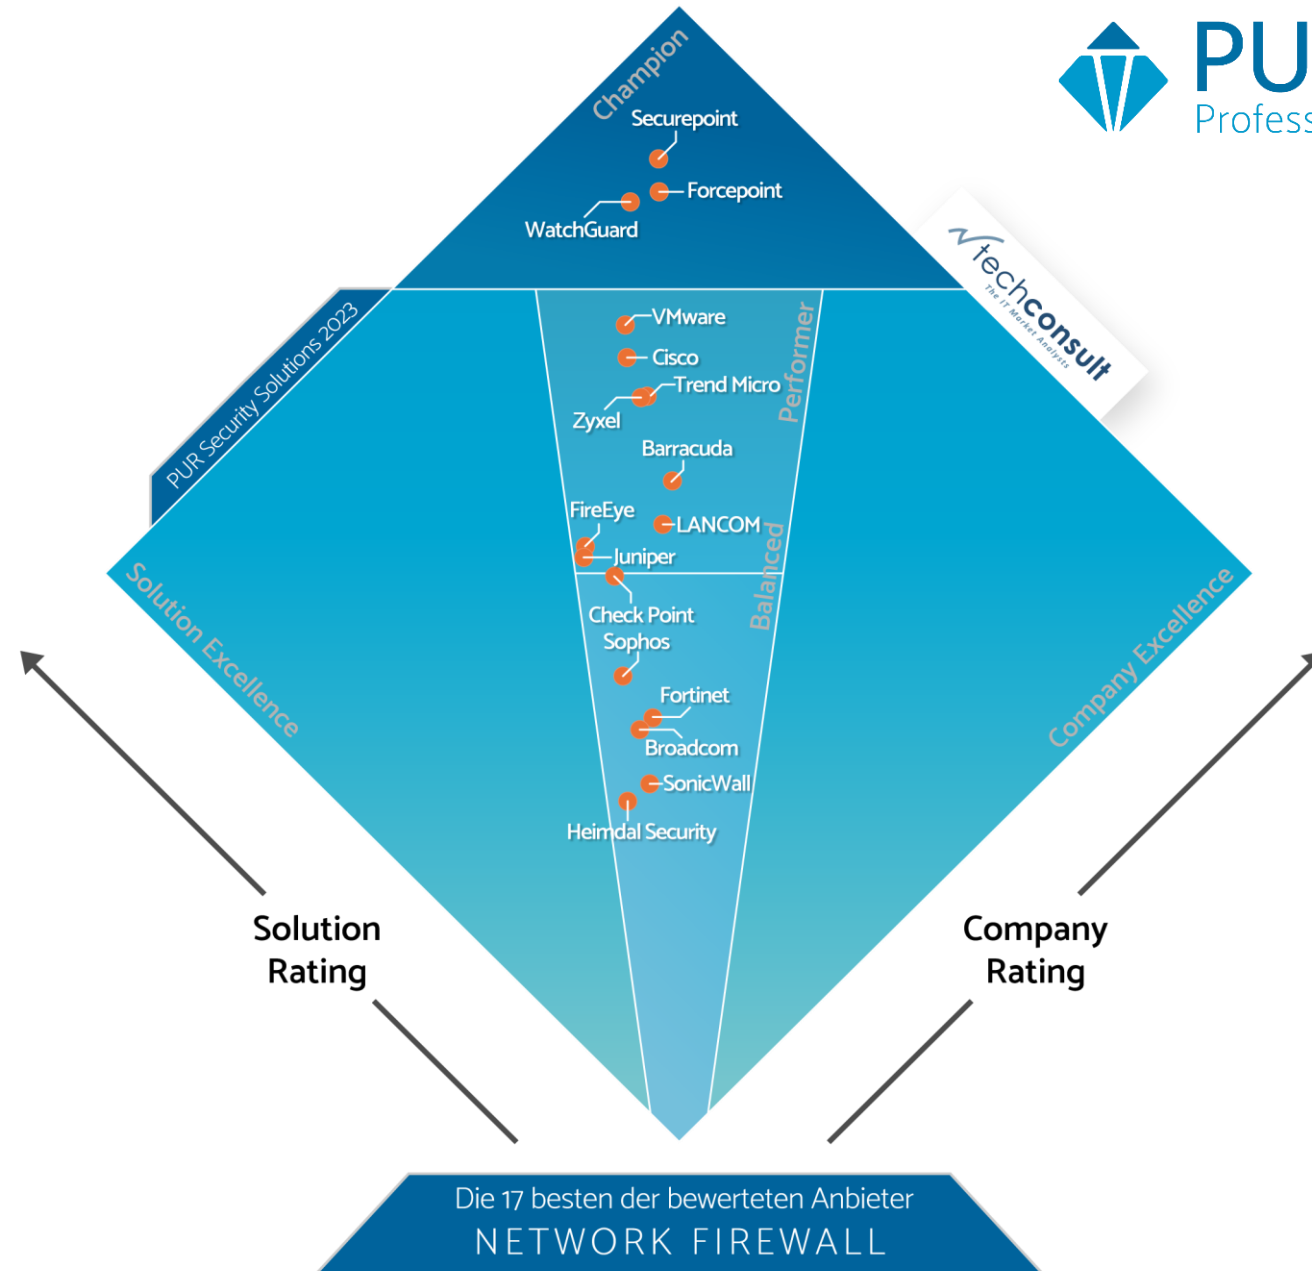 PU
Profess
Champion
Securepoint
Forcepoint
WatchGuard
techconsult
The IT Market Analysts
PUR Security Solutions 2023
VMware
Cisco
Performer
Trend Micro
Zyxel
Barracuda
FireEye
LANCOM
Juniper
Balanced
Check Point
Sophos
Solution Excellence
Company Excellence
Fortinet
Broadcom
SonicWall
Heimdal Security
Solution
Rating
Company
Rating
Die 17 besten der bewerteten Anbieter
NETWORK FIREWALL